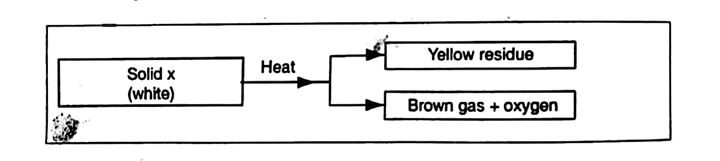 Solid x
(white)
Heat
Yellow residue
Brown gas + oxygen